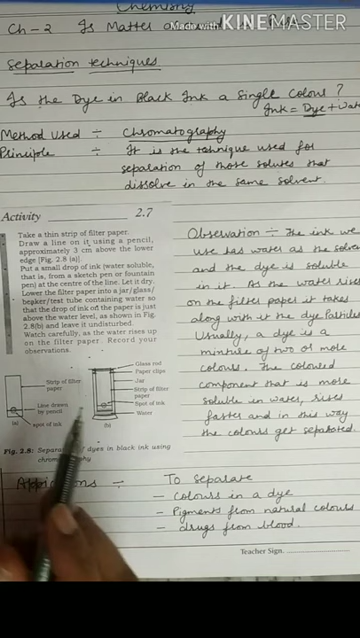 Chemistry
Ch-2 Is Matter
Made with KINEMASTER
Separation techniques
Is the Dye in Black Ink a Single Colour?
Ink = Dye + Wate
Method Used ÷ Chromatography
Principle ÷ It is the technique used for
separation of those solutes that
dissolve in the same solvent.
Activity 2.7
Take a thin strip of filter paper.
Draw a line on it using a pencil,
approximately 3 cm above the lower
edge [Fig. 2.8 (a)].
Put a small drop of ink (water soluble,
that is, from a sketch pen or fountain
pen) at the centre of the line. Let it dry.
Lower the filter paper into a jar/glass/
beaker/test tube containing water so
that the drop of ink on the paper is just
above the water level, as shown in Fig.
2.8(b) and leave it undisturbed.
Watch carefully, as the water rises up
on the filter paper. Record your
observations.
Observation ÷ The ink we
use has water as the solve
and the dye is soluble
in it. As the water rises
on the filter paper it takes
along with it the dye Particles
Usually, a dye is a
mixture of two or more
colours. The coloured
component that is more
soluble in water, rises
faster and in this way
the colours get separated.
Strip of filter
paper
Line drawn
by pencil
spot of ink
(a)
Glass rod
Paper clips
Jar
Strip of filter
paper
Spot of ink
Water
(b)
Fig. 2.8: Separation of dyes in black ink using
÷ To separate
- Colours in a dye
- Pigments from natural colours
- drugs from blood.
Teacher Sign.